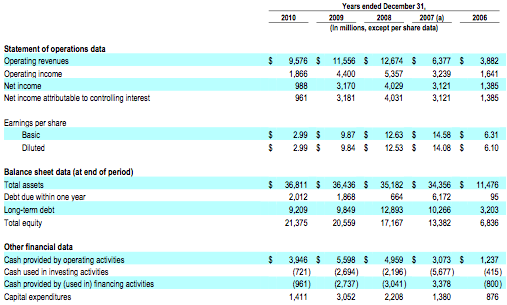 Years ended December 31,
2010 2009 2008 2007 (a) 2006
(In millions, except per share data)
Statement of operations data
Operating revenues $ 9,576 $ 11,556 $ 12,674 $ 6,377 $ 3,882
Operating income 1,866 4,400 5,357 3,239 1,641
Net income 988 3,170 4,029 3,121 1,385
Net income attributable to controlling interest 961 3,181 4,031 3,121 1,385
Earnings per share
Basic $ 2.99 $ 9.87 $ 12.63 $ 14.58 $ 6.31
Diluted $ 2.99 $ 9.84 $ 12.53 $ 14.08 $ 6.10
Balance sheet data (at end of period)
Total assets $ 36,811 $ 36,436 $ 35,182 $ 34,356 $ 11,476
Debt due within one year 2,012 1,868 664 6,172 95
Long-term debt 9,209 9,849 12,893 10,266 3,203
Total equity 21,375 20,559 17,167 13,382 6,836
Other financial data
Cash provided by operating activities $ 3,946 $ 5,598 $ 4,959 $ 3,073 $ 1,237
Cash used in investing activities (721) (2,694) (2,196) (5,677) (415)
Cash provided by (used in) financing activities (961) (2,737) (3,041) 3,378 (800)
Capital expenditures 1,411 3,052 2,208 1,380 876